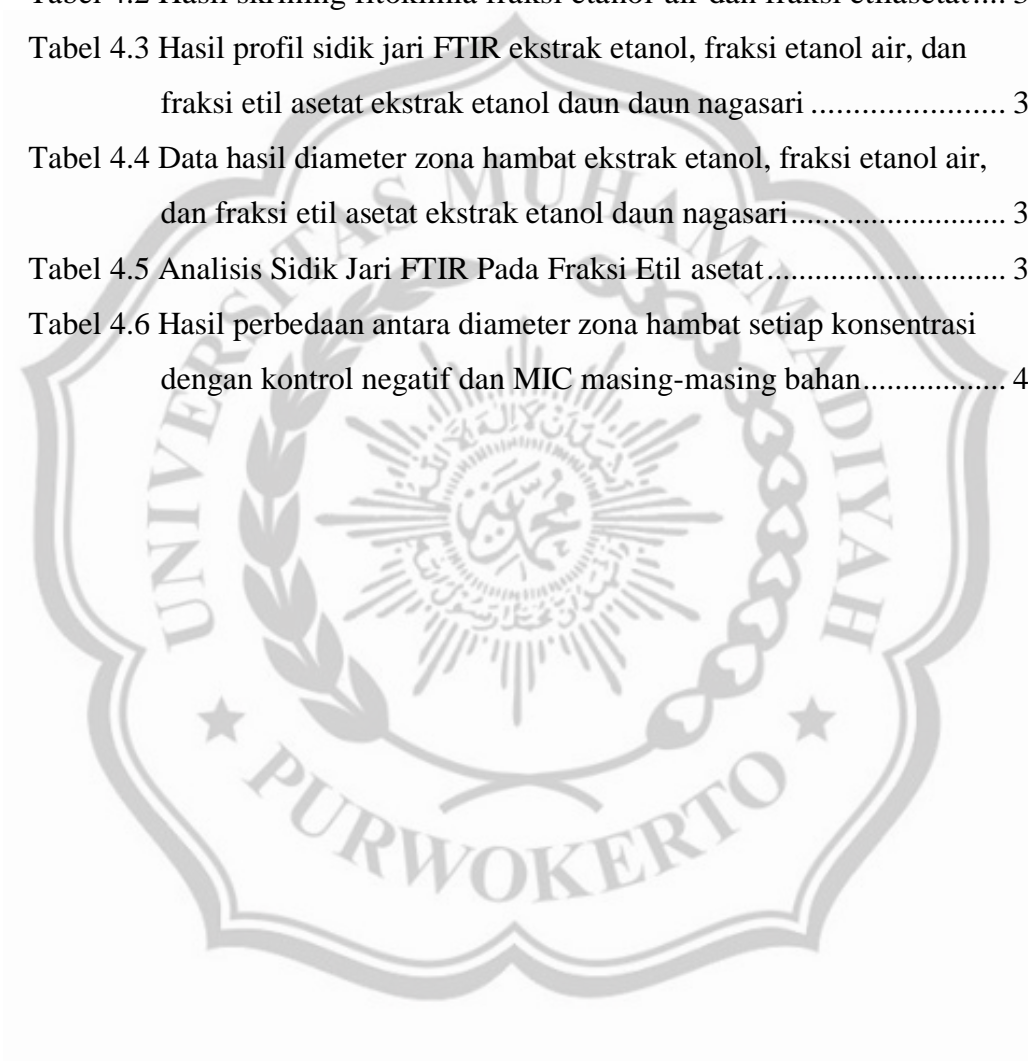 Tabel 4.2 Hasil skrining fitokimia fraksi etanol air dan fraksi etilasetat.... 3
Tabel 4.3 Hasil profil sidik jari FTIR ekstrak etanol, fraksi etanol air, dan
fraksi etil asetat ekstrak etanol daun daun nagasari ....................... 3
Tabel 4.4 Data hasil diameter zona hambat ekstrak etanol, fraksi etanol air,
dan fraksi etil asetat ekstrak etanol daun nagasari......................... 3
Tabel 4.5 Analisis Sidik Jari FTIR Pada Fraksi Etil asetat............................ 3
Tabel 4.6 Hasil perbedaan antara diameter zona hambat setiap konsentrasi
dengan kontrol negatif dan MIC masing-masing bahan.................. 4
UNIVERSITAS MUHAMMADIYAH
PURWOKERTO